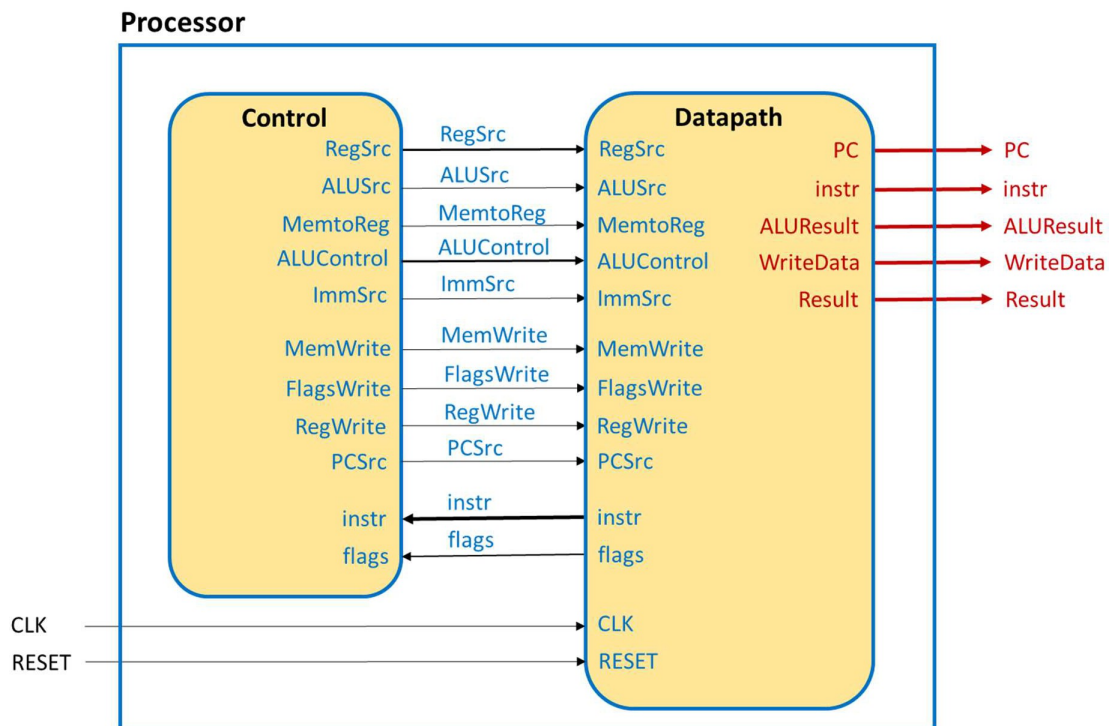 Processor
Control
RegSrc
ALUSrc
MemtoReg
ALUControl
ImmSrc
MemWrite
FlagsWrite
RegWrite
PCSrc
instr
flags
RegSrc
ALUSrc
MemtoReg
ALUControl
ImmSrc
MemWrite
FlagsWrite
RegWrite
PCSrc
instr
flags
Datapath
RegSrc
ALUSrc
MemtoReg
ALUControl
ImmSrc
MemWrite
FlagsWrite
RegWrite
PCSrc
instr
flags
CLK
RESET
PC
instr
ALUResult
WriteData
Result
PC
instr
ALUResult
WriteData
Result
CLK
RESET